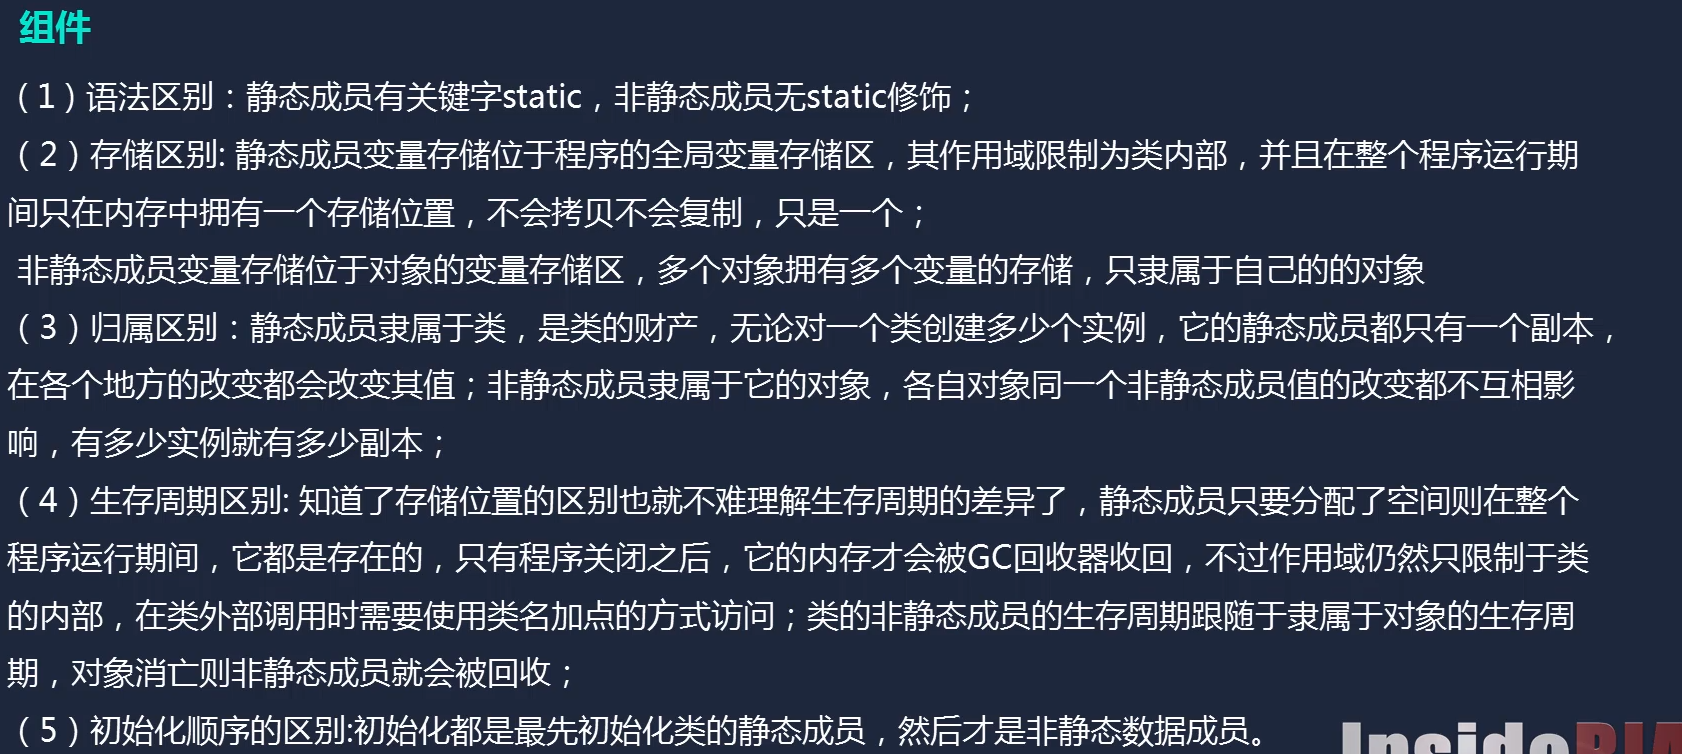 组件
（1）语法区别：静态成员有关键字static，非静态成员无static修饰；
（2）存储区别: 静态成员变量存储位于程序的全局变量存储区，其作用域限制为类内部，并且在整个程序运行期
间只在内存中拥有一个存储位置，不会拷贝不会复制，只是一个；
非静态成员变量存储位于对象的变量存储区，多个对象拥有多个变量的存储，只隶属于自己的的对象
（3）归属区别：静态成员隶属于类，是类的财产，无论对一个类创建多少个实例，它的静态成员都只有一个副本，
在各个地方的改变都会改变其值；非静态成员隶属于它的对象，各自对象同一个非静态成员值的改变都不互相影
响，有多少实例就有多少副本；
（4）生存周期区别: 知道了存储位置的区别也就不难理解生存周期的差异了，静态成员只要分配了空间则在整个
程序运行期间，它都是存在的，只有程序关闭之后，它的内存才会被GC回收器收回，不过作用域仍然只限制于类
的内部，在类外部调用时需要使用类名加点的方式访问；类的非静态成员的生存周期跟随于隶属于对象的生存周
期，对象消亡则非静态成员就会被回收；
（5）初始化顺序的区别:初始化都是最先初始化类的静态成员，然后才是非静态数据成员。